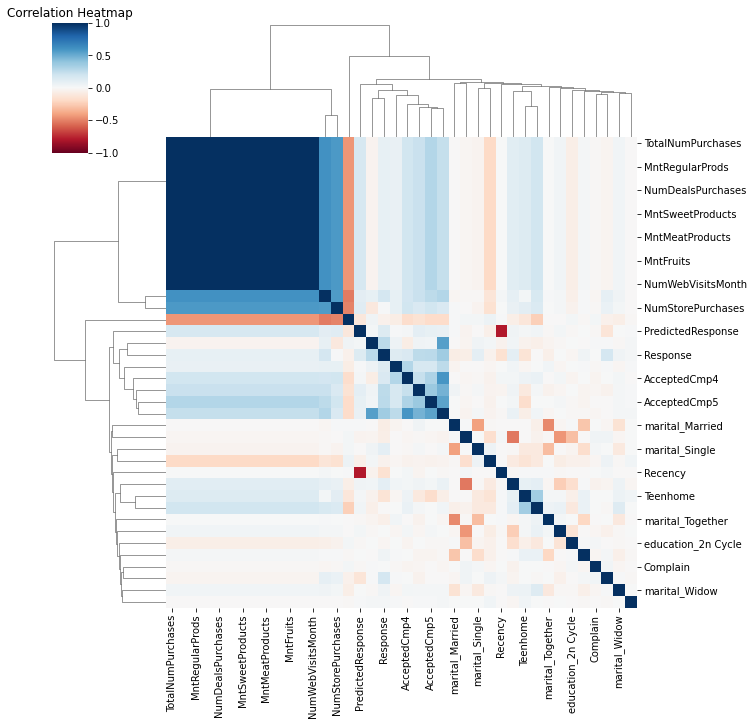 Correlation Heatmap
1.0
0.5
0.0
−0.5
−1.0
TotalNumPurchases
MntRegularProds
NumDealsPurchases
MntSweetProducts
MntMeatProducts
MntFruits
NumWebVisitsMonth
NumStorePurchases
PredictedResponse
Response
AcceptedCmp4
AcceptedCmp5
marital_Married
marital_Single
Recency
Teenhome
marital_Together
education_2n Cycle
Complain
marital_Widow
TotalNumPurchases
MntRegularProds
NumDealsPurchases
MntSweetProducts
MntMeatProducts
MntFruits
NumWebVisitsMonth
NumStorePurchases
PredictedResponse
Response
AcceptedCmp4
AcceptedCmp5
marital_Married
marital_Single
Recency
Teenhome
marital_Together
education_2n Cycle
Complain
marital_Widow